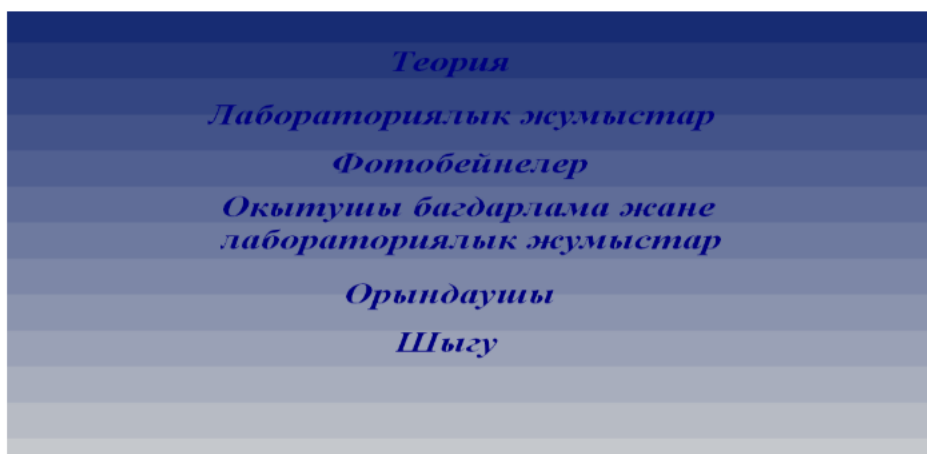 Теория
Лабораториялык жумыстар
Фотобейнелер
Окытушы багдарлама жане
лабораториялык жумыстар
Орындаушы
Шыгу